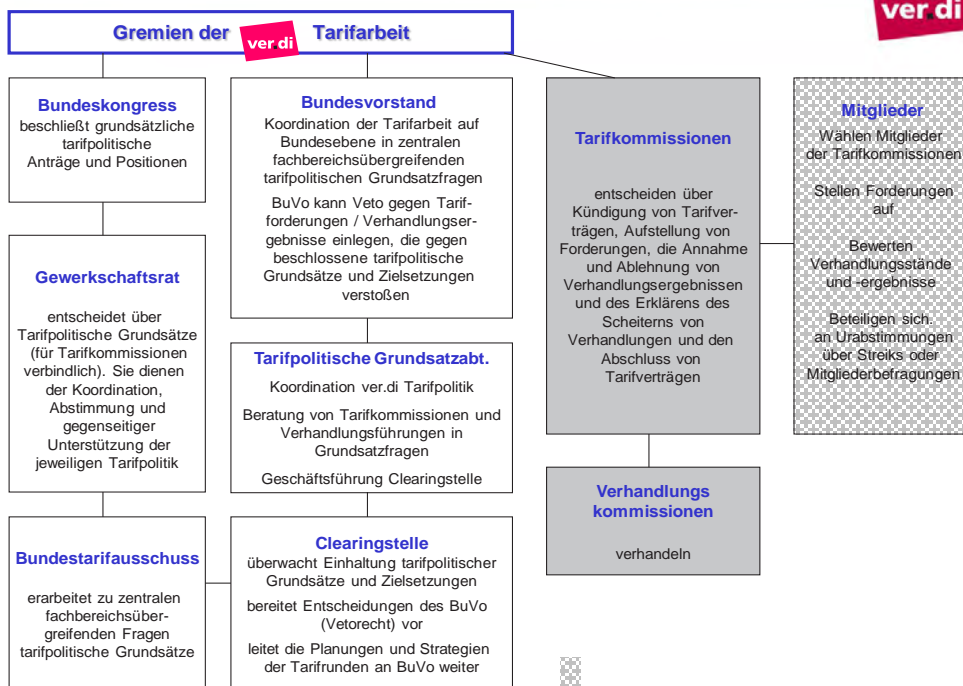 ver.di
Gremien der ver.di Tarifarbeit
Bundeskongress
beschließt grundsätzliche
tarifpolitische
Anträge und Positionen
Gewerkschaftsrat
entscheidet über
Tarifpolitische Grundsätze
(für Tarifkommissionen
verbindlich). Sie dienen
der Koordination,
Abstimmung und
gegenseitiger
Unterstützung der
jeweiligen Tarifpolitik
Bundestarifausschuss
erarbeitet zu zentralen
fachbereichsüber-
greifenden Fragen
tarifpolitische Grundsätze
Bundesvorstand
Koordination der Tarifarbeit auf
Bundesebene in zentralen
fachbereichsübergreifenden
tarifpolitischen Grundsatzfragen
BuVo kann Veto gegen Tarif-
forderungen / Verhandlungser-
gebnisse einlegen, die gegen
beschlossene tarifpolitische
Grundsätze und Zielsetzungen
verstoßen
Tarifpolitische Grundsatzabt.
Koordination ver.di Tarifpolitik
Beratung von Tarifkommissionen und
Verhandlungsführungen in
Grundsatzfragen
Geschäftsführung Clearingstelle
Clearingstelle
überwacht Einhaltung tarifpolitischer
Grundsätze und Zielsetzungen
bereitet Entscheidungen des BuVo
(Vetorecht) vor
leitet die Planungen und Strategien
der Tarifrunden an BuVo weiter
Tarifkommissionen
entscheiden über
Kündigung von Tarifver-
trägen, Aufstellung von
Forderungen, die Annahme
und Ablehnung von
Verhandlungsergebnissen
und des Erklärens des
Scheiterns von
Verhandlungen und den
Abschluss von
Tarifverträgen
Verhandlungs
kommissionen
verhandeln
Mitglieder
Wählen Mitglieder
der Tarifkommissionen
Stellen Forderungen
auf
Bewerten
Verhandlungsstände
und -ergebnisse
Beteiligen sich.
an Urabstimmungen
über Streiks oder
Mitgliederbefragungen